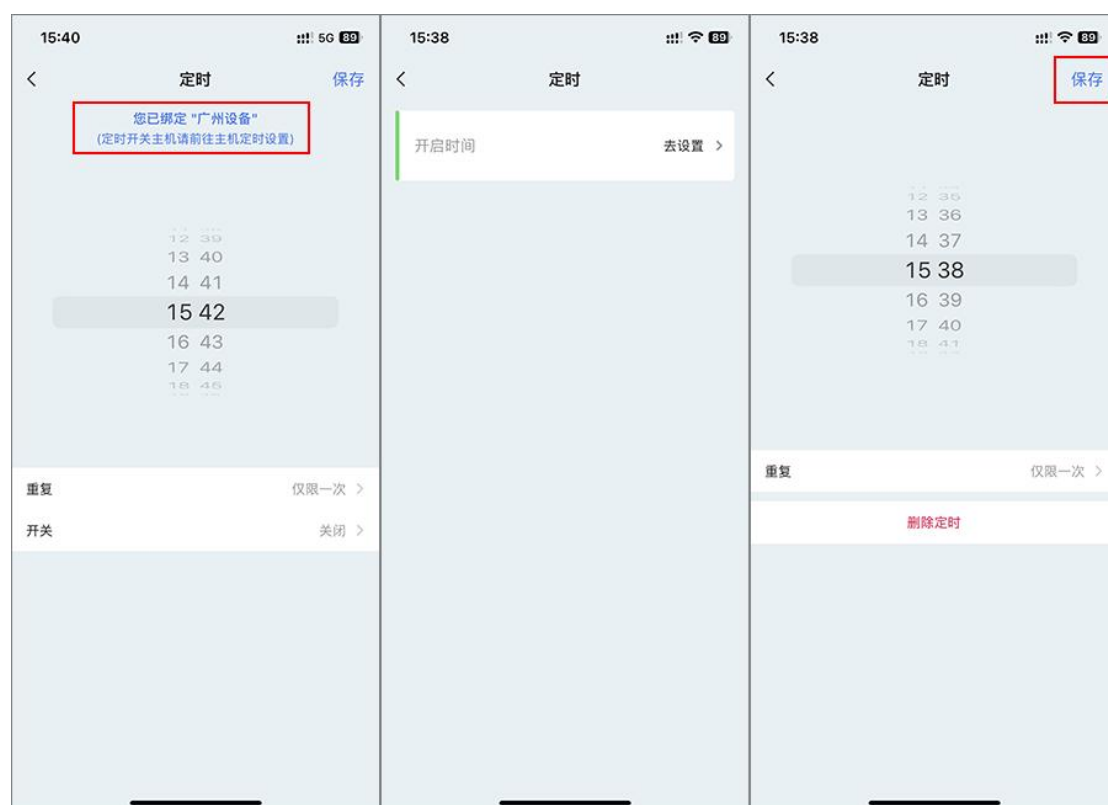 15:40
5G 89
定时
保存
您已绑定 "广州设备"
(定时开关主机请前往主机定时设置)
12 39
13 40
14 41
15 42
16 43
17 44
18 45
重复
仅限一次
开关
关闭
15:38
89
定时
开启时间
去设置
15:38
89
定时
保存
12 35
13 36
14 37
15 38
16 39
17 40
18 41
重复
仅限一次
删除定时